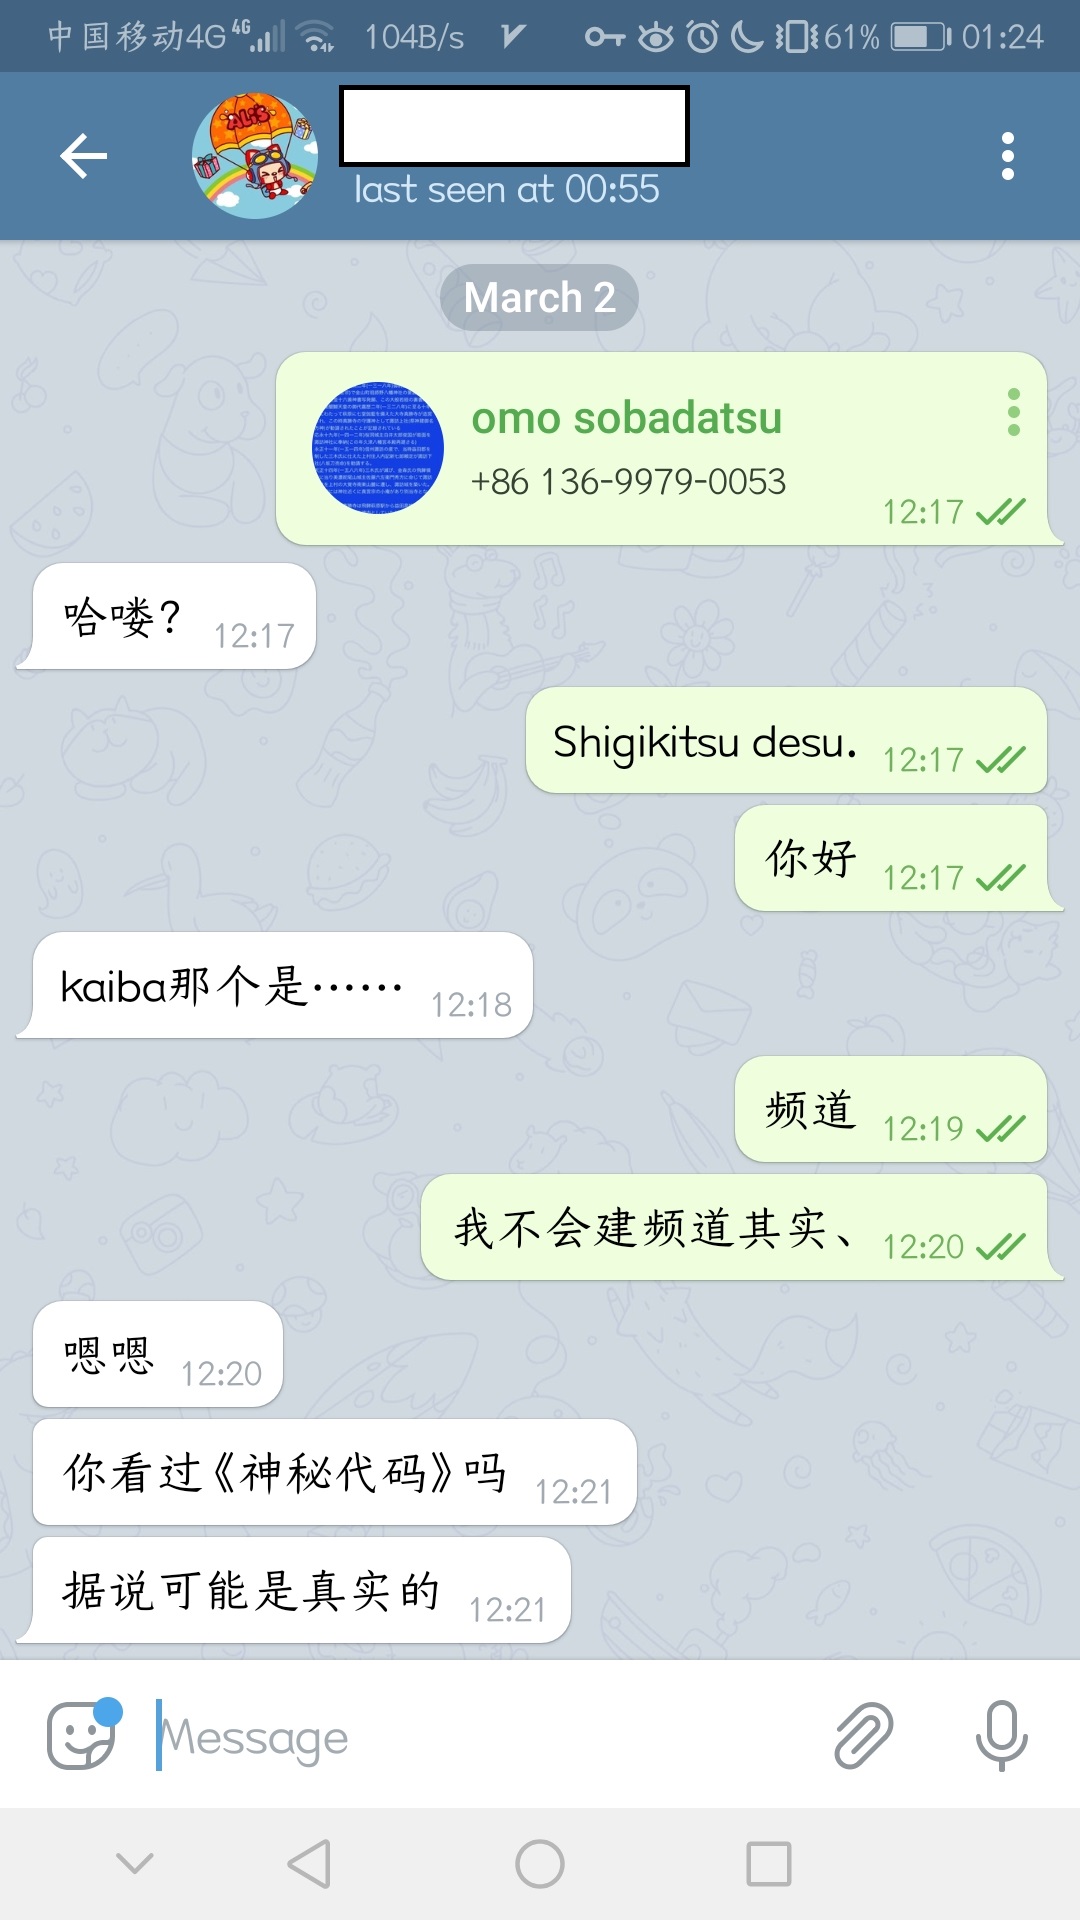 中国移动4G 4G 104B/s 61% 01:24
ALI'S
last seen at 00:55
March 2
omo sobadatsu
+86 136-9979-0053
12:17
哈喽？ 12:17
Shigikitsu desu. 12:17
你好 12:17
kaiba那个是…… 12:18
频道 12:19
我不会建频道其实、 12:20
嗯嗯 12:20
你看过《神秘代码》吗 12:21
据说可能是真实的 12:21
Message